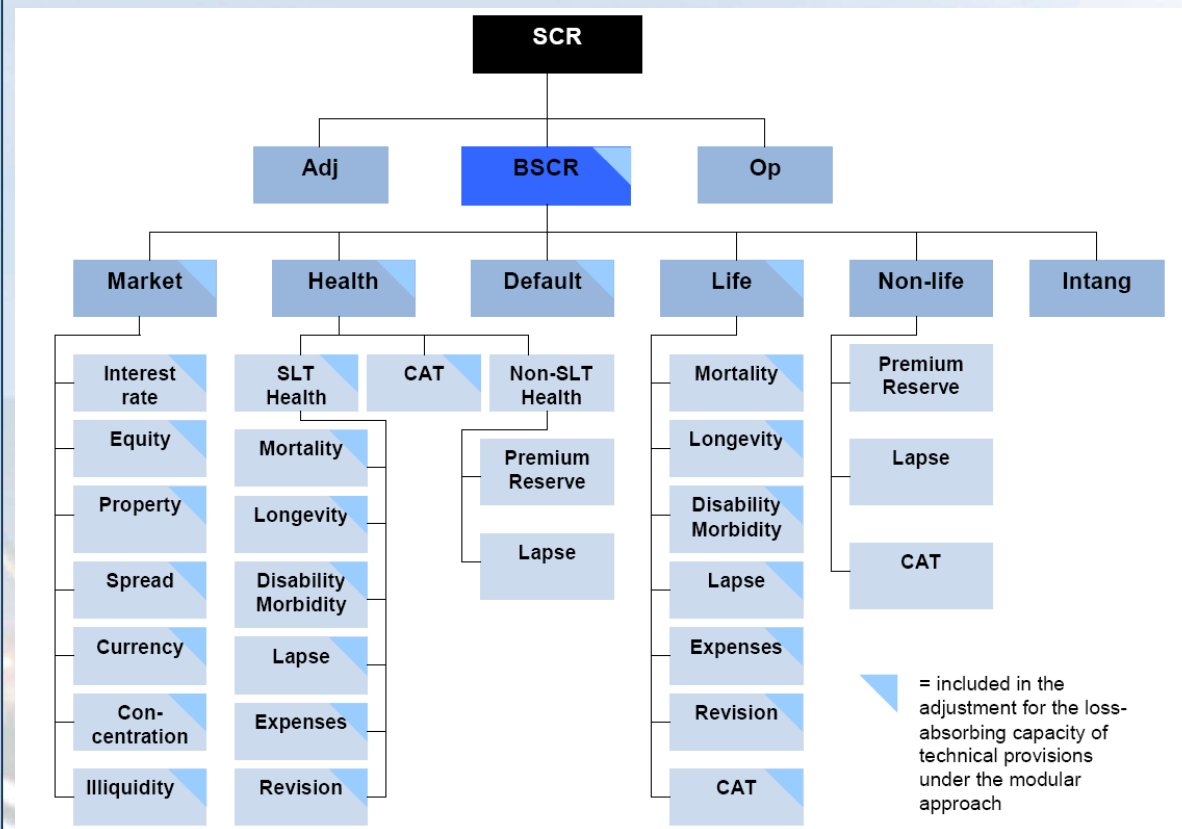 SCR
Adj
BSCR
Op
Market
Health
Default
Life
Non-life
Intang
Interest
rate
Equity
Property
Spread
Currency
Con-
centration
Illiquidity
SLT
Health
CAT
Non-SLT
Health
Mortality
Longevity
Disability
Morbidity
Lapse
Expenses
Revision
Premium
Reserve
Lapse
Mortality
Longevity
Disability
Morbidity
Lapse
Expenses
Revision
CAT
Premium
Reserve
Lapse
CAT
= included in the
adjustment for the loss-
absorbing capacity of
technical provisions
under the modular
approach